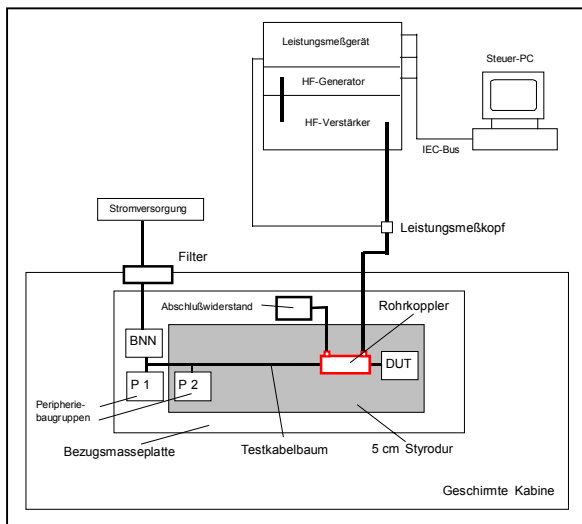 Leistungsmeßgerät
Steuer-PC
HF-Generator
HF-Verstärker
IEC-Bus
Stromversorgung
Leistungsmeßkopf
Filter
Abschlußwiderstand
Rohrkoppler
BNN
DUT
P 1
P 2
Peripherie-
baugruppen
Bezugsmasseplatte
Testkabelbaum
5 cm Styrodur
Geschirmte Kabine